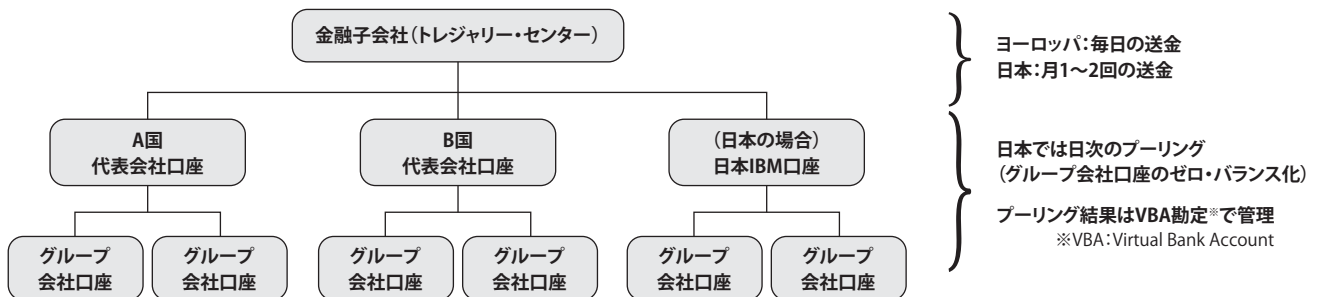 金融子会社（トレジャリー・センター）
ヨーロッパ：毎日の送金
日本：月1～2回の送金
A国
代表会社口座
B国
代表会社口座
（日本の場合）
日本IBM口座
日本では日次のプーリング
（グループ会社口座のゼロ・バランス化）
プーリング結果はVBA勘定※で管理
※VBA：Virtual Bank Account
グループ
会社口座
グループ
会社口座
グループ
会社口座
グループ
会社口座
グループ
会社口座
グループ
会社口座